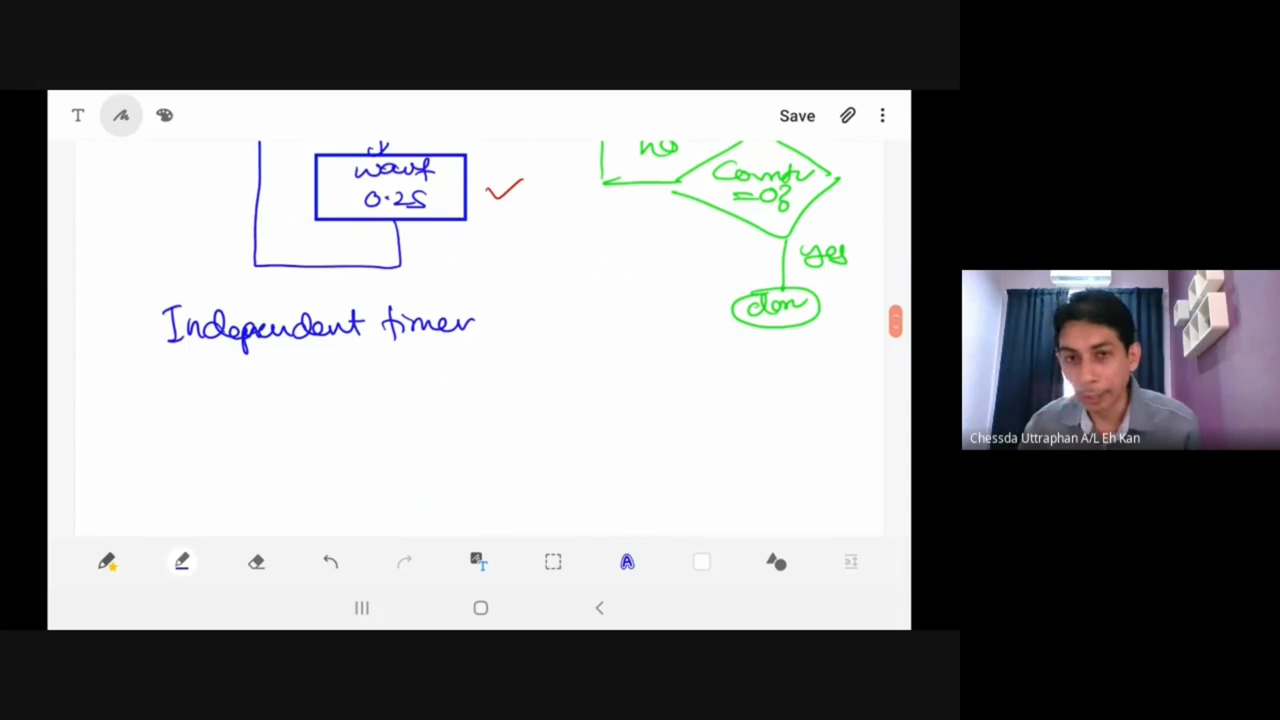 T
Save
no
wait
0.2S
Counter
=0?
yes
Independent timer
done
Chessda Uttraphan A/L Eh Kan
T
A